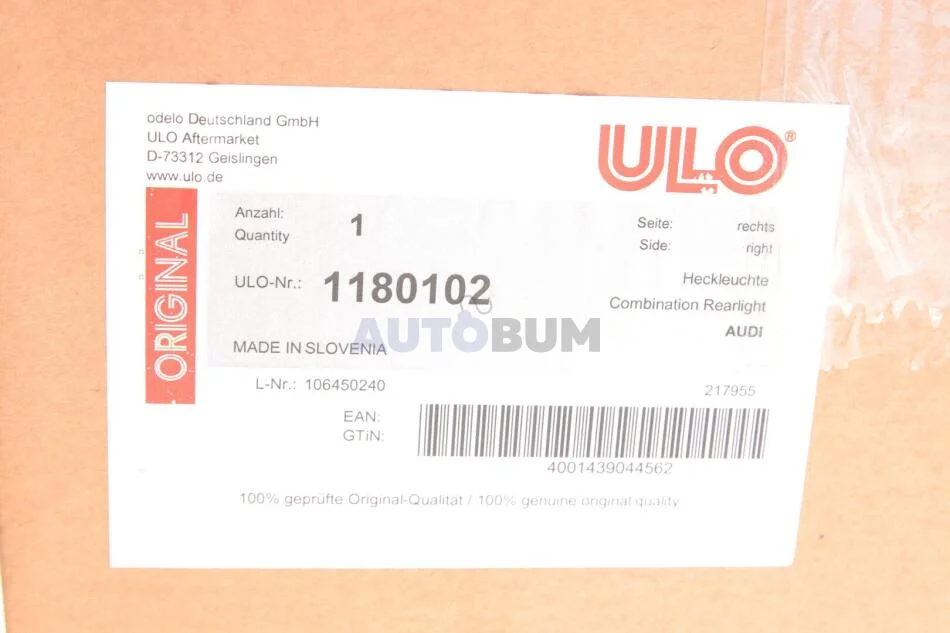 odelo Deutschland GmbH
ULO Aftermarket
D-73312 Geislingen
www.ulo.de
ULO®
ORIGINAL
Anzahl: 1
Quantity
Seite: rechts
Side: right
ULO-Nr.: 1180102
Heckleuchte
Combination Rearlight
AUDI
AUTOBUM
MADE IN SLOVENIA
L-Nr.: 106450240
217955
EAN:
GTiN:
4001439044562
100% geprüfte Original-Qualität / 100% genuine original quality